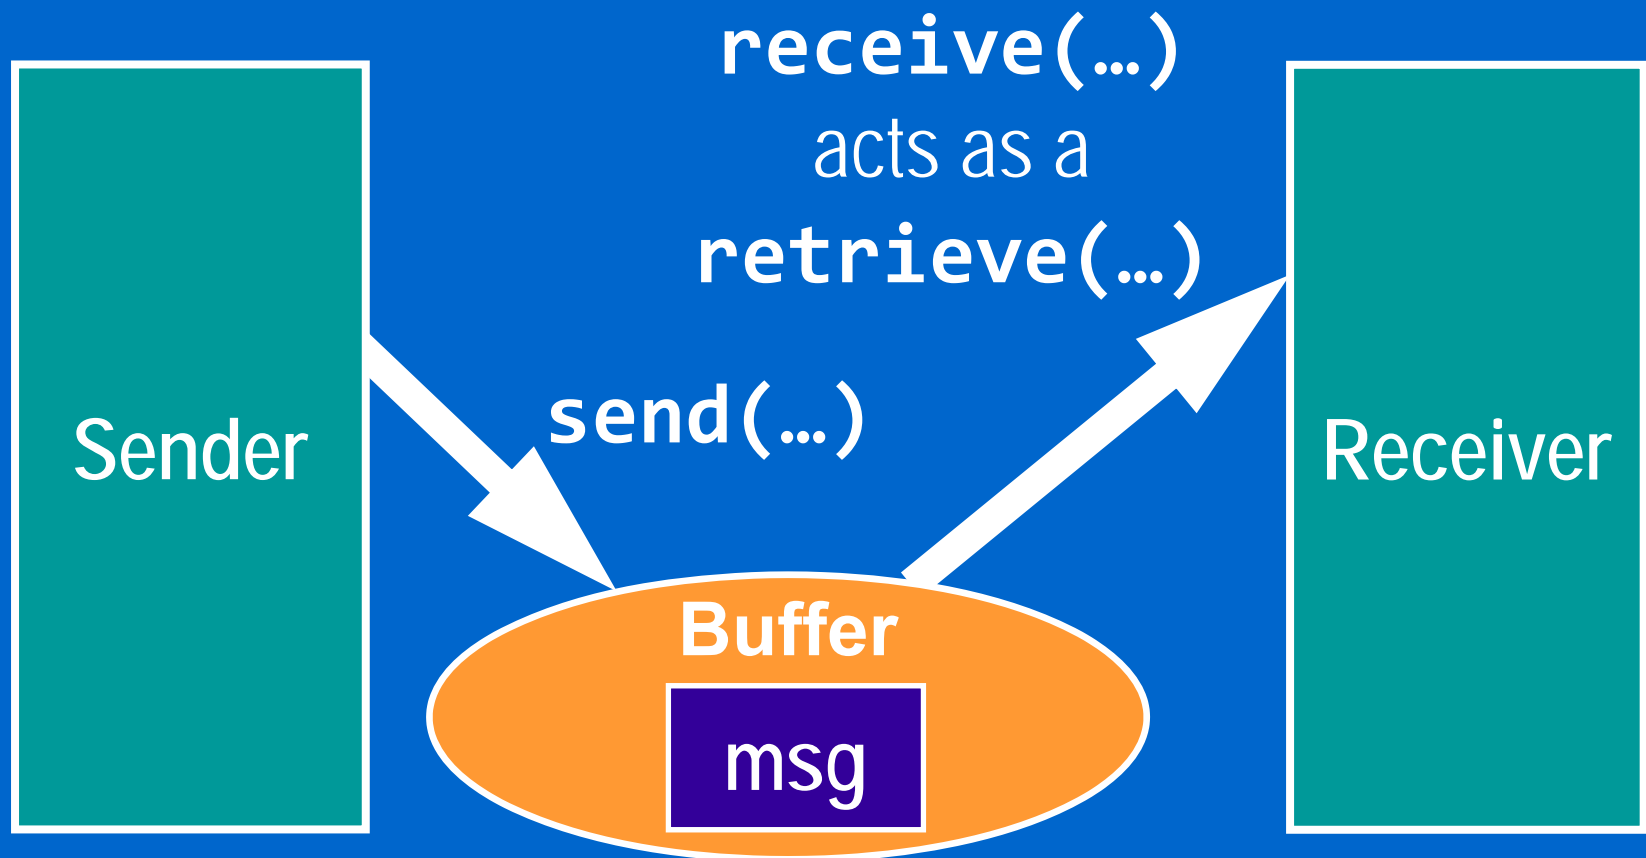 receive(…)
acts as a
retrieve(…)
send(…)
Sender
Receiver
Buffer
msg